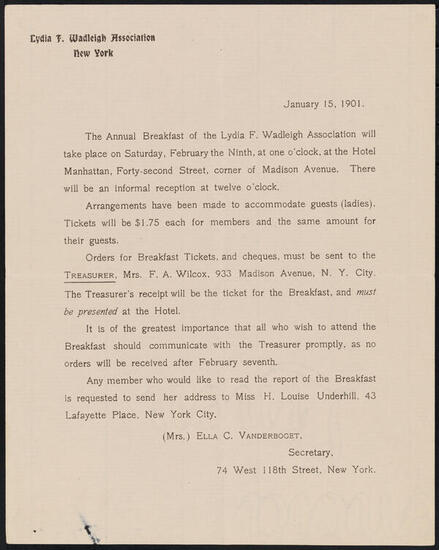 Lydia F. Wadleigh Association
New York
January 15, 1901.
The Annual Breakfast of the Lydia F. Wadleigh Association will
take place on Saturday, February the Ninth, at one o'clock, at the Hotel
Manhattan, Forty-second Street, corner of Madison Avenue. There
will be an informal reception at twelve o'clock.
Arrangements have been made to accommodate guests (ladies).
Tickets will be $1.75 each for members and the same amount for
their guests.
Orders for Breakfast Tickets, and cheques, must be sent to the
TREASURER, Mrs. F. A. Wilcox, 933 Madison Avenue, N. Y. City.
The Treasurer's receipt will be the ticket for the Breakfast, and must
be presented at the Hotel.
It is of the greatest importance that all who wish to attend the
Breakfast should communicate with the Treasurer promptly, as no
orders will be received after February seventh.
Any member who would like to read the report of the Breakfast
is requested to send her address to Miss H. Louise Underhill, 43
Lafayette Place, New York City.
(Mrs.) ELLA C. VANDERBOGET,
Secretary,
74 West 118th Street, New York.